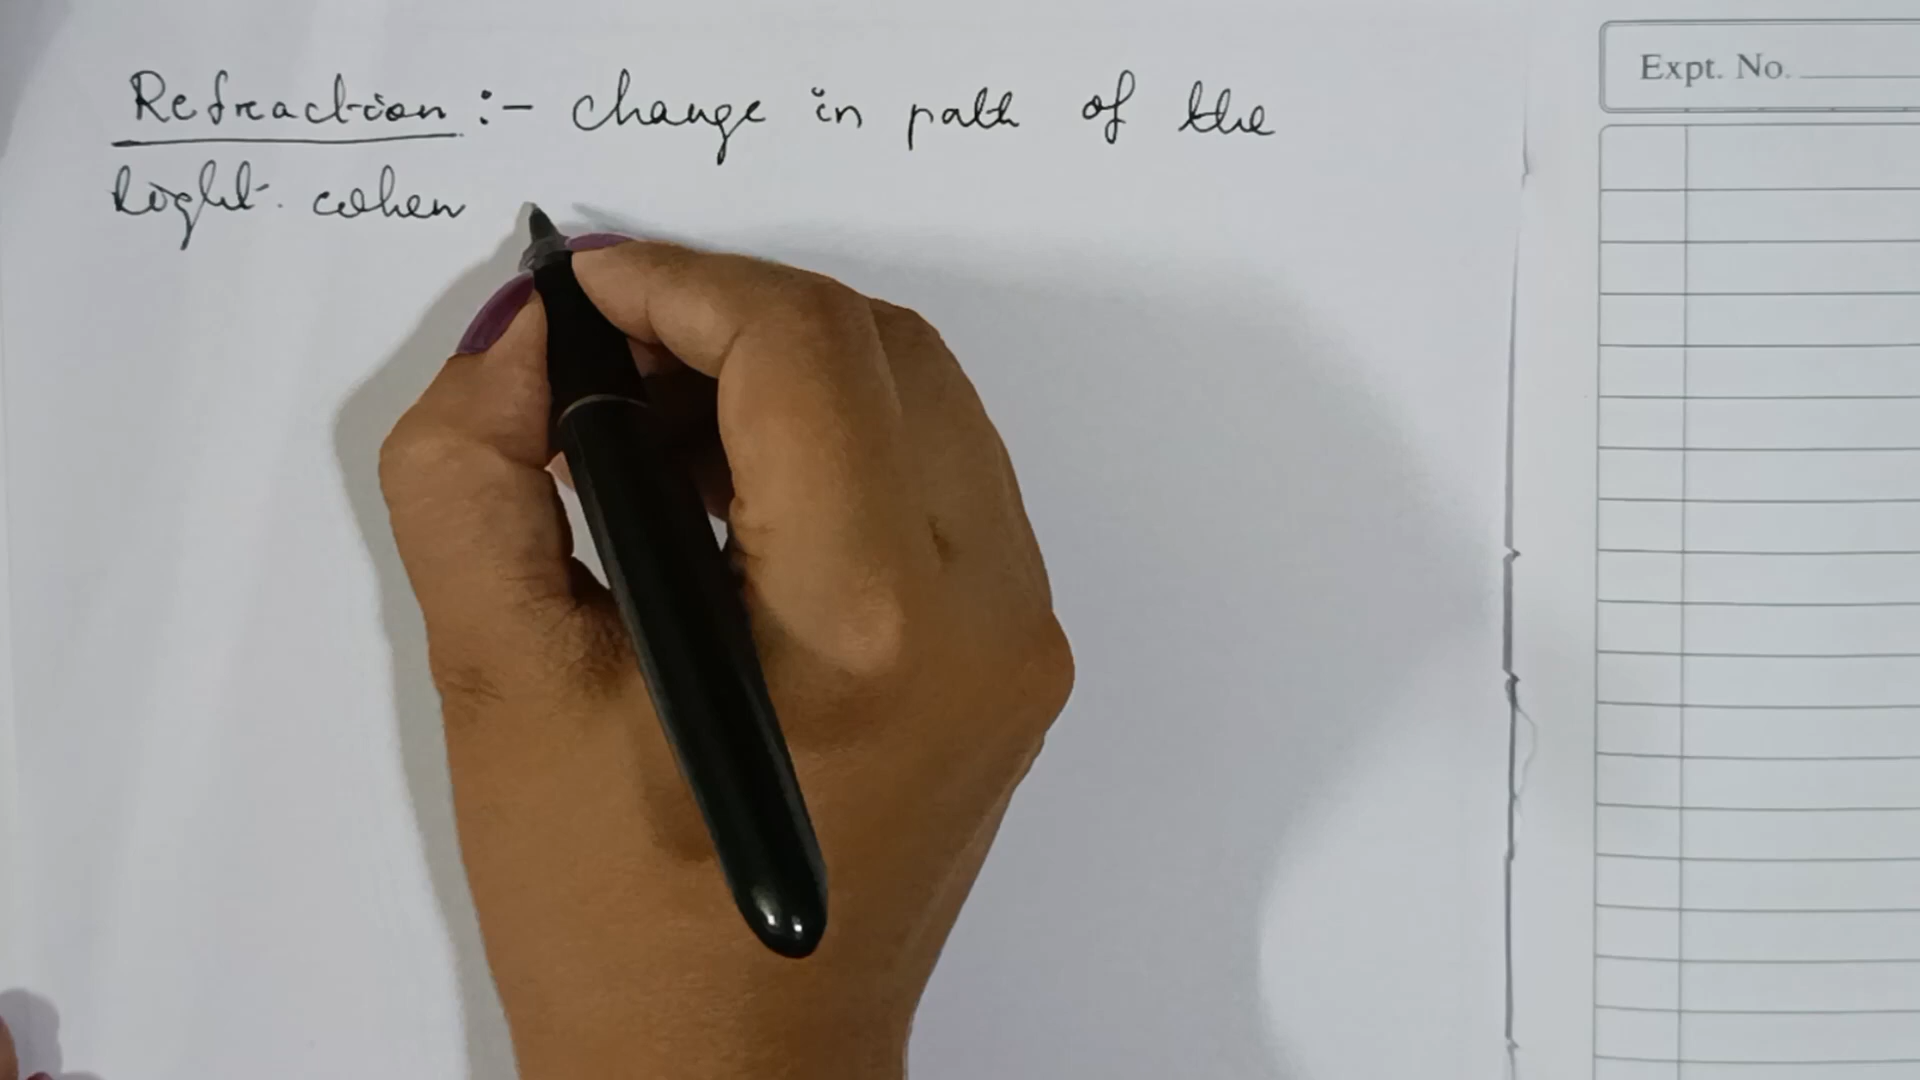 Refraction :- change in path of the
light. when
Expt. No.